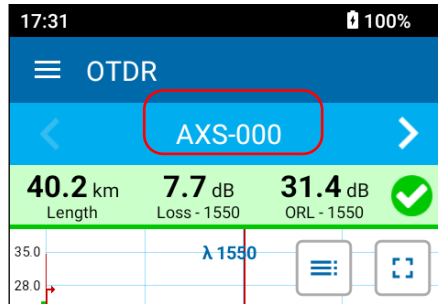 17:31 100%
OTDR
AXS-000
40.2 km 7.7 dB 31.4 dB
Length Loss - 1550 ORL - 1550
35.0 λ 1550
28.0